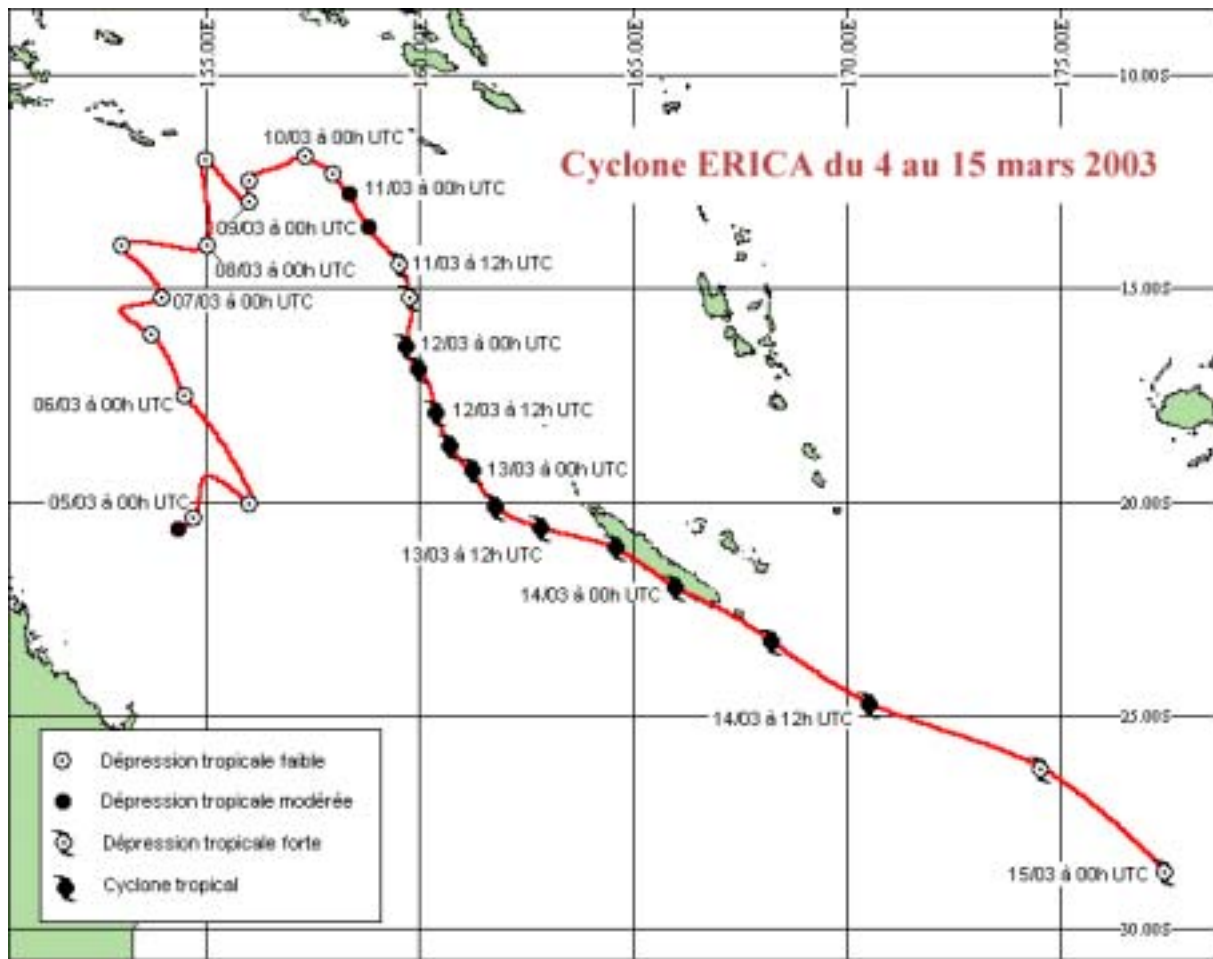 155.00E
160.00E
165.00E
170.00E
175.00E
10.00S
10/03 à 00h UTC
Cyclone ERICA du 4 au 15 mars 2003
11/03 à 00h UTC
09/03 à 00h UTC
11/03 à 12h UTC
08/03 à 00h UTC
15.00S
07/03 à 00h UTC
12/03 à 00h UTC
06/03 à 00h UTC
12/03 à 12h UTC
13/03 à 00h UTC
05/03 à 00h UTC
20.00S
13/03 à 12h UTC
14/03 à 00h UTC
14/03 à 12h UTC
25.00S
Dépression tropicale faible
Dépression tropicale modérée
Dépression tropicale forte
Cyclone tropical
15/03 à 00h UTC
30.00S